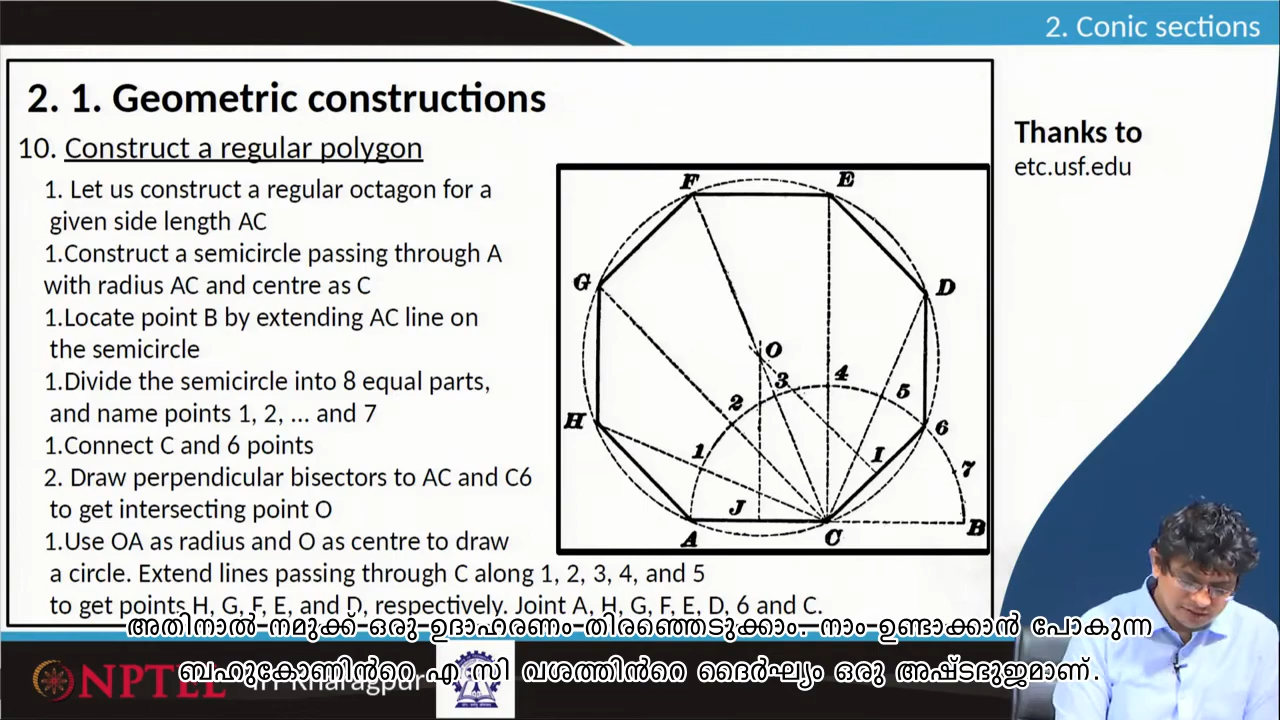 2. Conic sections
2. 1. Geometric constructions
10. Construct a regular polygon
1. Let us construct a regular octagon for a
given side length AC
1.Construct a semicircle passing through A
with radius AC and centre as C
1.Locate point B by extending AC line on
the semicircle
1.Divide the semicircle into 8 equal parts,
and name points 1, 2, ... and 7
1.Connect C and 6 points
2. Draw perpendicular bisectors to AC and C6
to get intersecting point O
1.Use OA as radius and O as centre to draw
a circle. Extend lines passing through C along 1, 2, 3, 4, and 5
to get points H, G, F, E, and D, respectively. Joint A, H, G, F, E, D, 6 and C.
Thanks to
etc.usf.edu
F E
G D
O
3 4
2 5
H 6
1 I 7
J
A C B
അതിനാൽ നമുക്ക് ഒരു ഉദാഹരണം തിരഞ്ഞെടുക്കാം. നാം ഉണ്ടാക്കാൻ പോകുന്ന
ബഹുകോണിൻറെ എ സി വശത്തിൻറെ ദൈർഘ്യം ഒരു അഷ്ടഭുജമാണ്.
NPTEL IIT Kharagpur